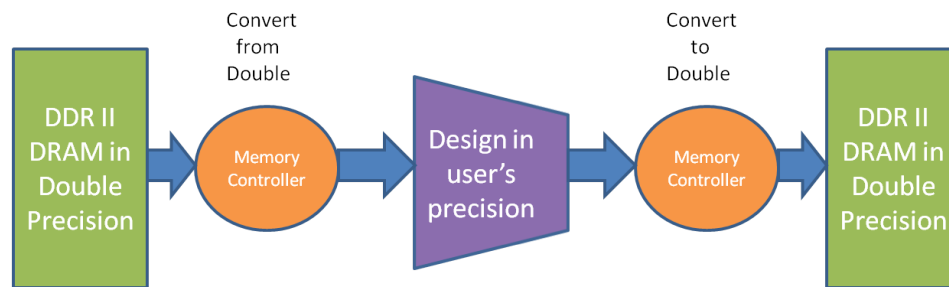 Convert
from
Double
Convert
to
Double
DDR II
DRAM in
Double
Precision
Memory
Controller
Design in
user's
precision
Memory
Controller
DDR II
DRAM in
Double
Precision